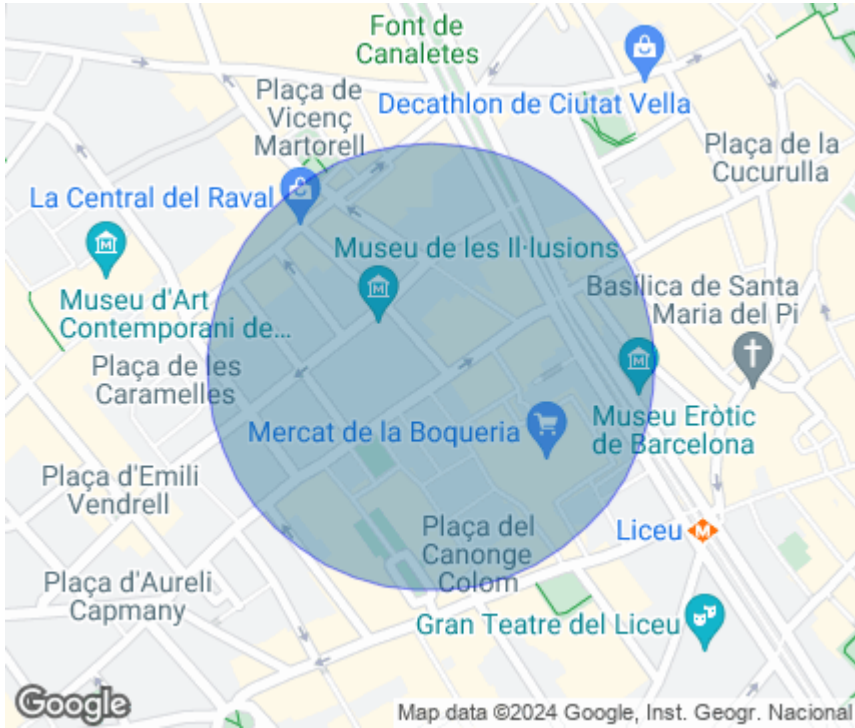 Font de
Canaletes
Decathlon de Ciutat Vella
Plaça de
Vicenç
Martorell
Plaça de la
Cucurulla
La Central del Raval
Museu de les Il·lusions
Museu d'Art
Contemporani de...
Basílica de Santa
Maria del Pi
Plaça de les
Caramelles
Museu Eròtic
de Barcelona
Mercat de la Boqueria
Plaça d'Emili
Vendrell
Plaça del
Canonge
Colom
Liceu
M
Plaça d'Aureli
Capmany
Gran Teatre del Liceu
Google
Map data ©2024 Google, Inst. Geogr. Nacional